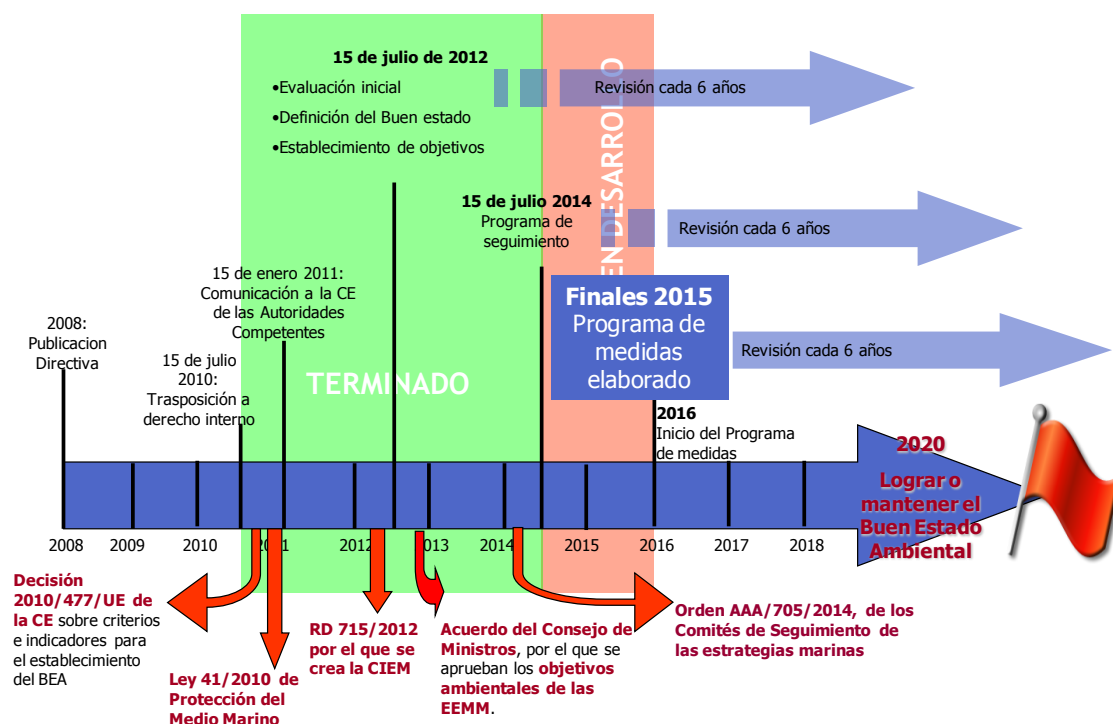 15 de julio de 2012
•Evaluación inicial
•Definición del Buen estado
•Establecimiento de objetivos
Revisión cada 6 años
EN DESARROLLO
15 de julio 2014
Programa de
seguimiento
Revisión cada 6 años
15 de enero 2011:
Comunicación a la CE
de las Autoridades
Competentes
Finales 2015
Programa de
medidas
elaborado
Revisión cada 6 años
2008:
Publicacion
Directiva
15 de julio
2010:
Trasposición a
derecho interno
TERMINADO
2016
Inicio del Programa
de medidas
2020
Lograr o
mantener el
Buen Estado
Ambiental
2008
2009
2010
2011
2012
2013
2014
2015
2016
2017
2018
Decisión
2010/477/UE de
la CE sobre criterios
e indicadores para
el establecimiento
del BEA
Ley 41/2010 de
Protección del
Medio Marino
RD 715/2012
por el que se
crea la CIEM
Acuerdo del Consejo de
Ministros, por el que se
aprueban los objetivos
ambientales de las
EEMM.
Orden AAA/705/2014, de los
Comités de Seguimiento de
las estrategias marinas